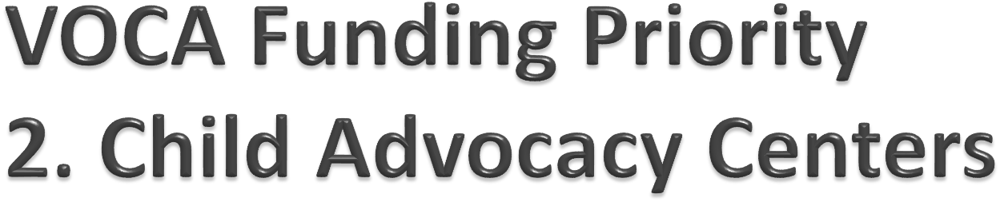 VOCA Funding Priority
2. Child Advocacy Centers